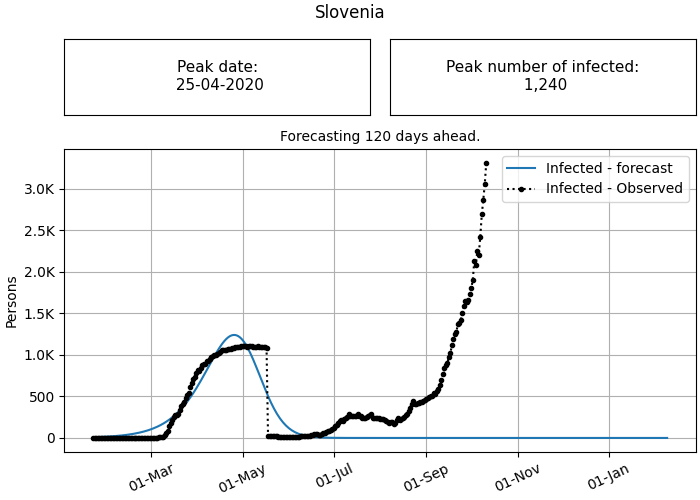 Slovenia
Peak date:
25-04-2020
Peak number of infected:
1,240
Forecasting 120 days ahead.
Infected - forecast
Infected - Observed
Persons
3.0K
2.5K
2.0K
1.5K
1.0K
500
0
01-Mar
01-May
01-Jul
01-Sep
01-Nov
01-Jan